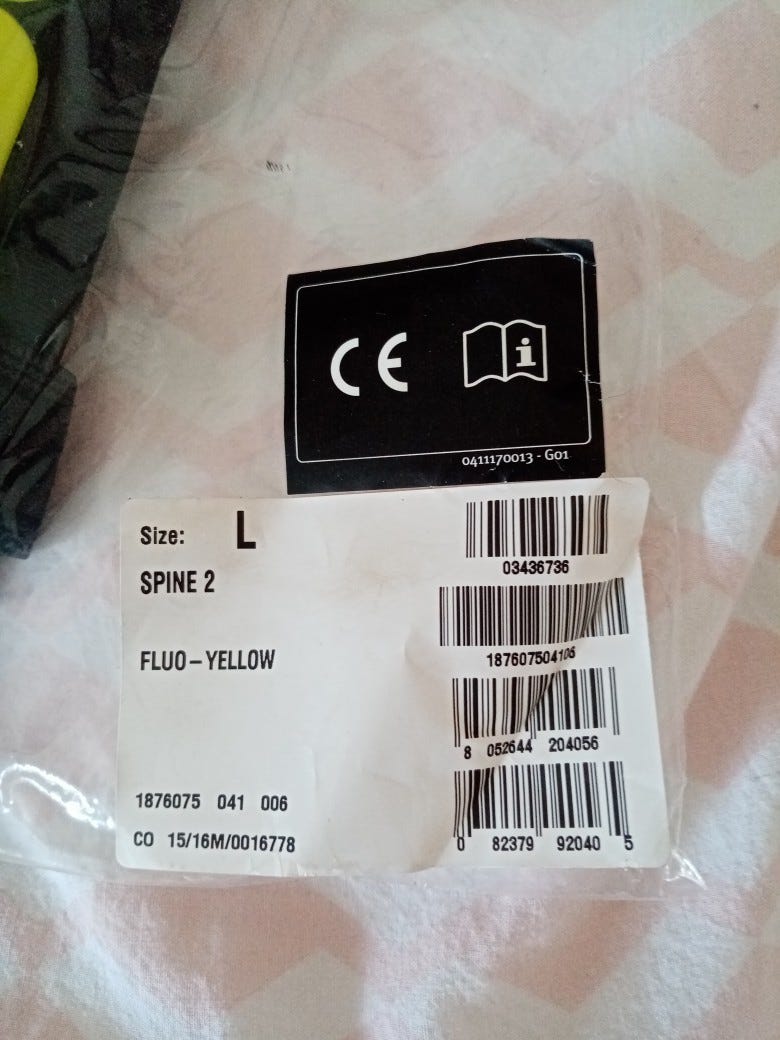 CE
i
0411170013 - G01
Size: L
SPINE 2
FLUO-YELLOW
1876075 041 006
CO 15/16M/0016778
03436736
187607504106
8 052644 204056
0 82379 92040 5